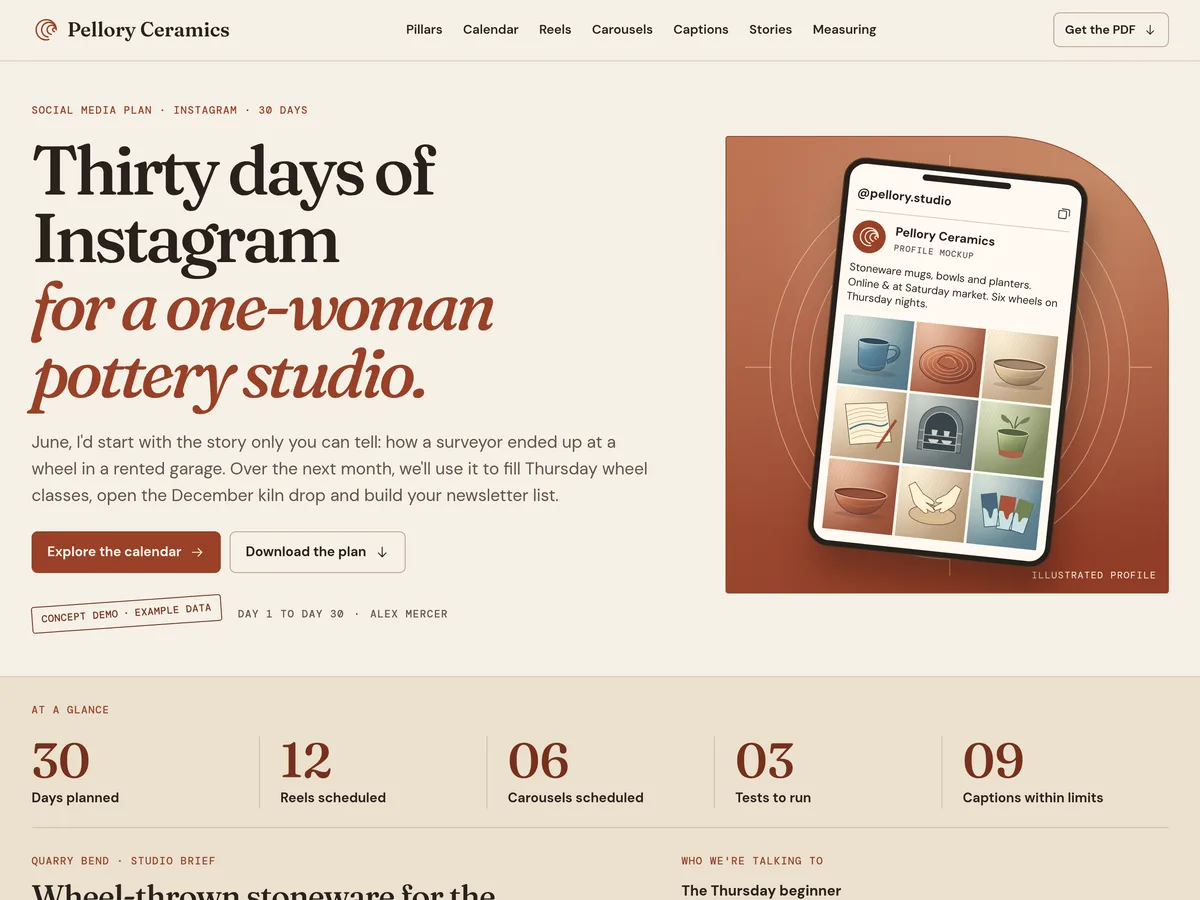 Pellory Ceramics
Pillars Calendar Reels Carousels Captions Stories Measuring
Get the PDF ↓
SOCIAL MEDIA PLAN · INSTAGRAM · 30 DAYS
Thirty days of
Instagram
for a one-woman
pottery studio.
June, I'd start with the story only you can tell: how a surveyor ended up at a
wheel in a rented garage. Over the next month, we'll use it to fill Thursday wheel
classes, open the December kiln drop and build your newsletter list.
Explore the calendar →
Download the plan ↓
CONCEPT DEMO · EXAMPLE DATA
DAY 1 TO DAY 30 · ALEX MERCER
@pellory.studio
Pellory Ceramics
PROFILE MOCKUP
Stoneware mugs, bowls and planters.
Online & at Saturday market. Six wheels on
Thursday nights.
ILLUSTRATED PROFILE
AT A GLANCE
30
Days planned
12
Reels scheduled
06
Carousels scheduled
03
Tests to run
09
Captions within limits
QUARRY BEND · STUDIO BRIEF
Wheel-thrown stoneware for the
WHO WE'RE TALKING TO
The Thursday beginner